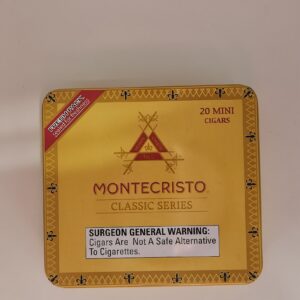 20 MINI
CIGARS
MONTECRISTO
CLASSIC SERIES
SURGEON GENERAL WARNING:
Cigars Are Not A Safe Alternative
To Cigarettes.